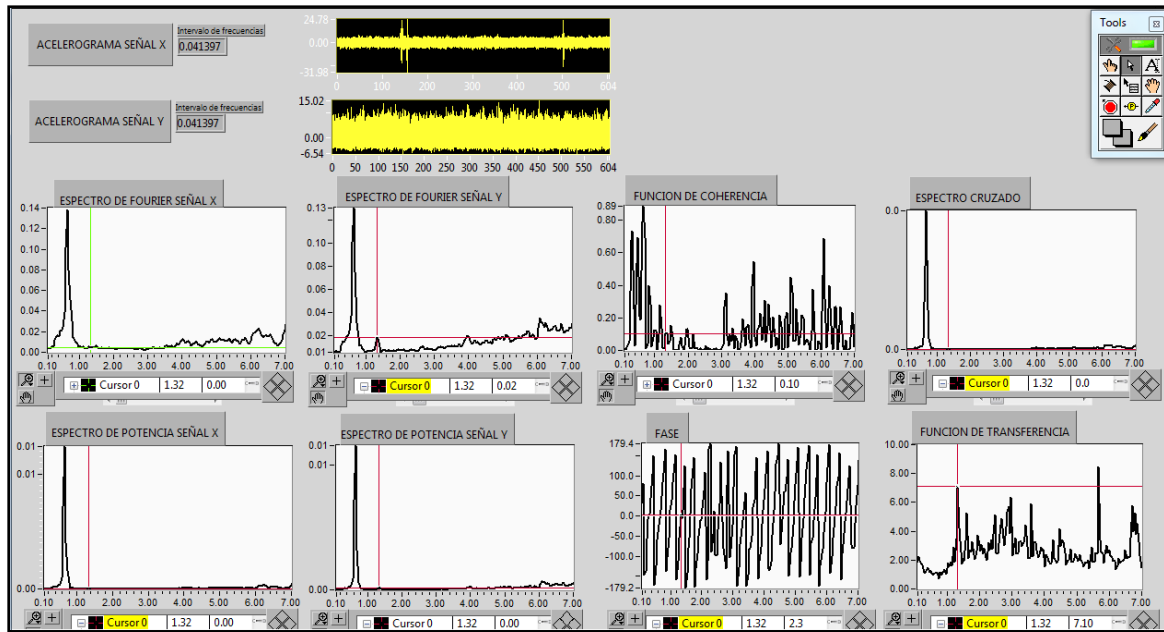 Tools
ACELEROGRAMA SEÑAL X
Intervalo de frecuencias
0.041397
24.78
0.00
-31.98
0 100 200 300 400 500 604
ACELEROGRAMA SEÑAL Y
Intervalo de frecuencias
0.041397
15.02
0.00
-6.54
0 50 100 150 200 250 300 350 400 450 500 550 604
ESPECTRO DE FOURIER SEÑAL X
0.14
0.12
0.10
0.08
0.06
0.04
0.02
0.00
0.10 1.00 2.00 3.00 4.00 5.00 6.00 7.00
Cursor 0 1.32 0.00
ESPECTRO DE FOURIER SEÑAL Y
0.13
0.10
0.08
0.06
0.04
0.02
0.01
0.10 1.00 2.00 3.00 4.00 5.00 6.00 7.00
Cursor 0 1.32 0.02
FUNCION DE COHERENCIA
0.89
0.80
0.60
0.40
0.20
0.00
0.10 1.00 2.00 3.00 4.00 5.00 6.00 7.00
Cursor 0 1.32 0.10
ESPECTRO CRUZADO
0.0
0.0
0.10 1.00 2.00 3.00 4.00 5.00 6.00 7.00
Cursor 0 1.32 0.0
ESPECTRO DE POTENCIA SEÑAL X
0.01
0.01
0.00
0.10 1.00 2.00 3.00 4.00 5.00 6.00 7.00
Cursor 0 1.32 0.00
ESPECTRO DE POTENCIA SEÑAL Y
0.01
0.01
0.00
0.10 1.00 2.00 3.00 4.00 5.00 6.00 7.00
Cursor 0 1.32 0.00
FASE
179.4
100.0
50.0
0.0
-50.0
-100.0
-179.2
0.10 1.00 2.00 3.00 4.00 5.00 6.00 7.00
Cursor 0 1.32 2.3
FUNCION DE TRANSFERENCIA
10.00
8.00
6.00
4.00
2.00
0.00
0.10 1.00 2.00 3.00 4.00 5.00 6.00 7.00
Cursor 0 1.32 7.10